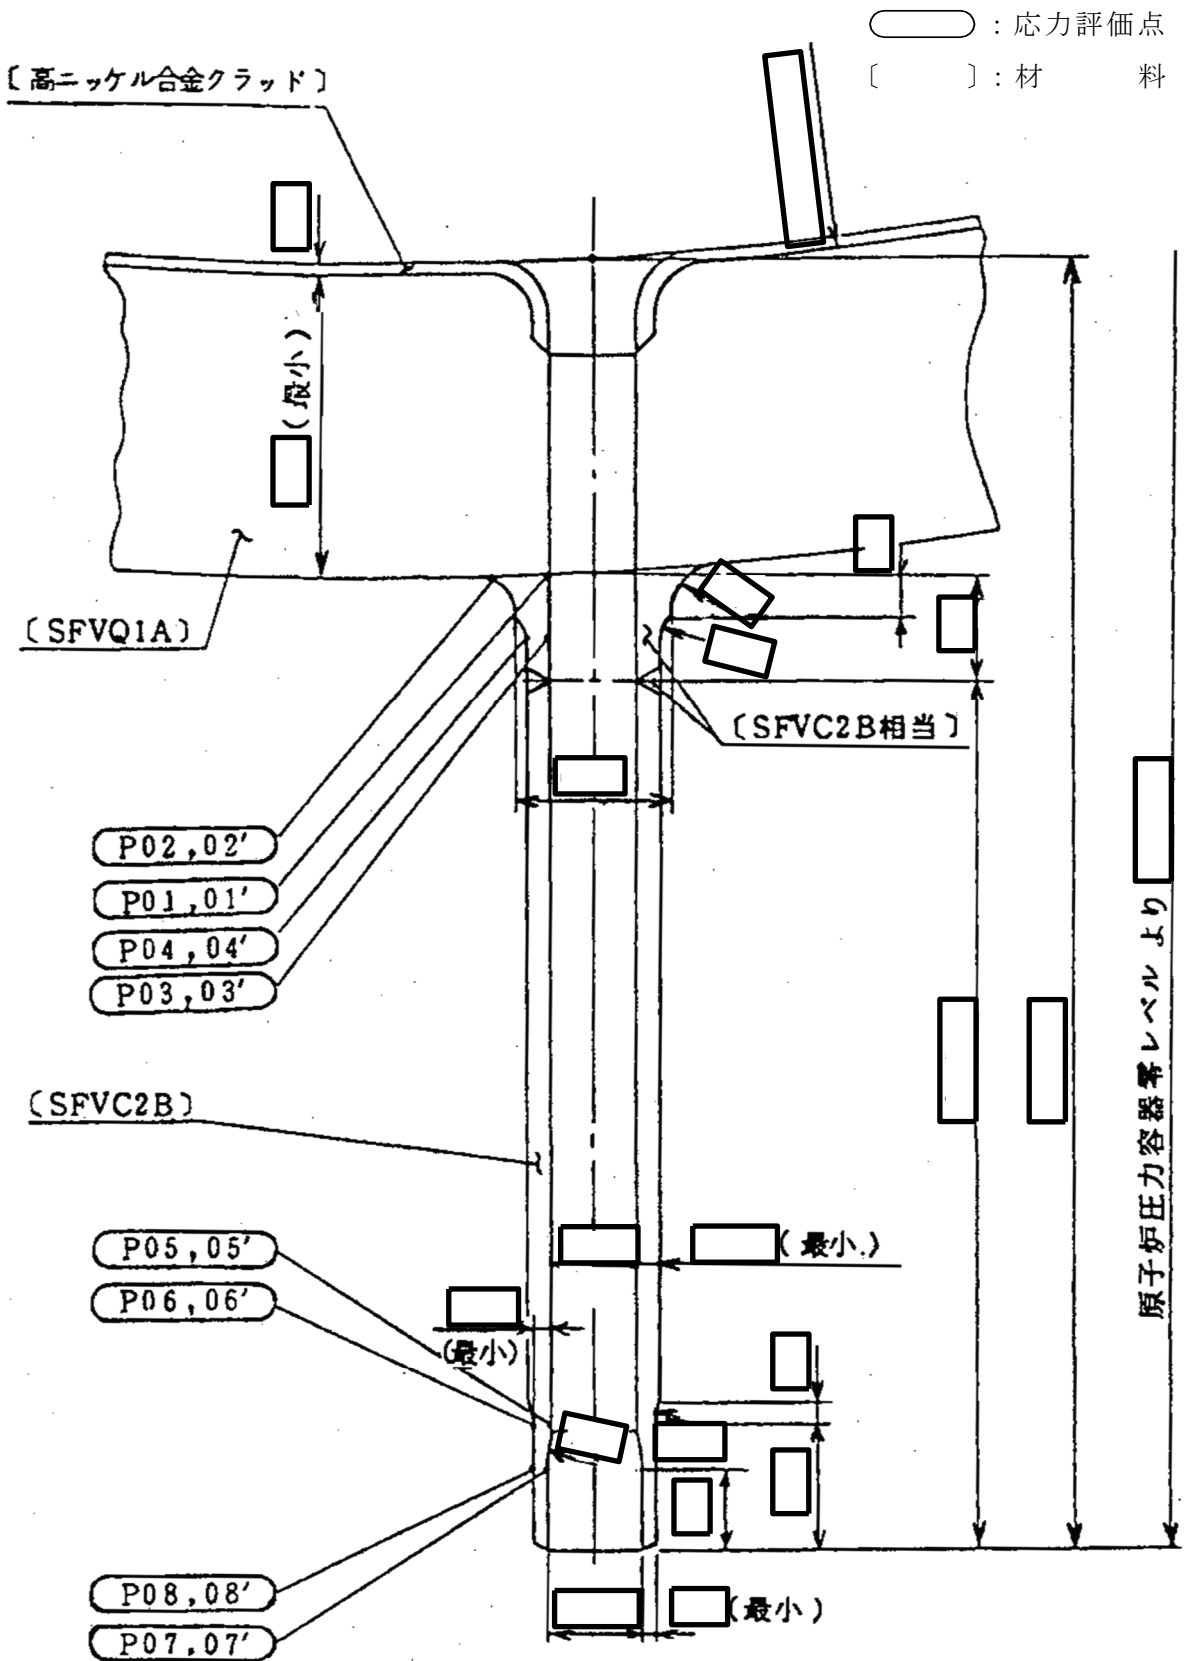 ：応力評価点
〔　　〕：材　　料
〔高ニッケル合金クラッド〕
(最小)
〔SFVQ1A〕
〔SFVC2B相当〕
P02,02′
P01,01′
P04,04′
P03,03′
原子炉圧力容器零レベルより
〔SFVC2B〕
P05,05′
(最小.)
P06,06′
(最小)
P08,08′
(最小)
P07,07′